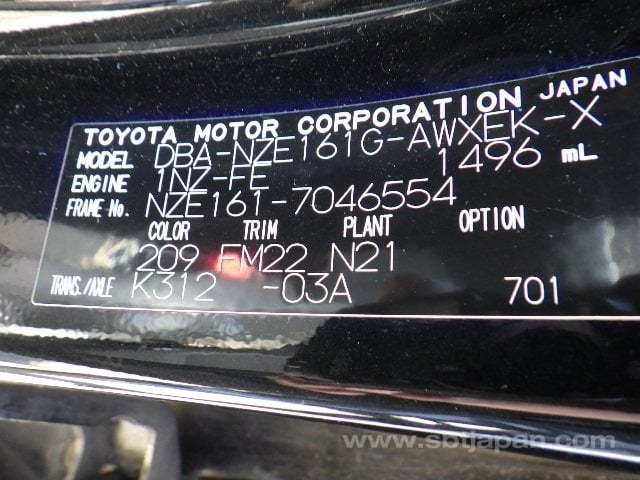 TOYOTA MOTOR CORPORATION JAPAN
MODEL DBA-NZE161G-AWXEK-X
ENGINE 1NZ-FE 1496 mL
FRAME No. NZE161-7046554
COLOR TRIM PLANT OPTION
209 FM22 N21
TRANS./AXLE K312 -03A 701
www.sbtjapan.com